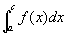 ∫_a^c f(x)dx